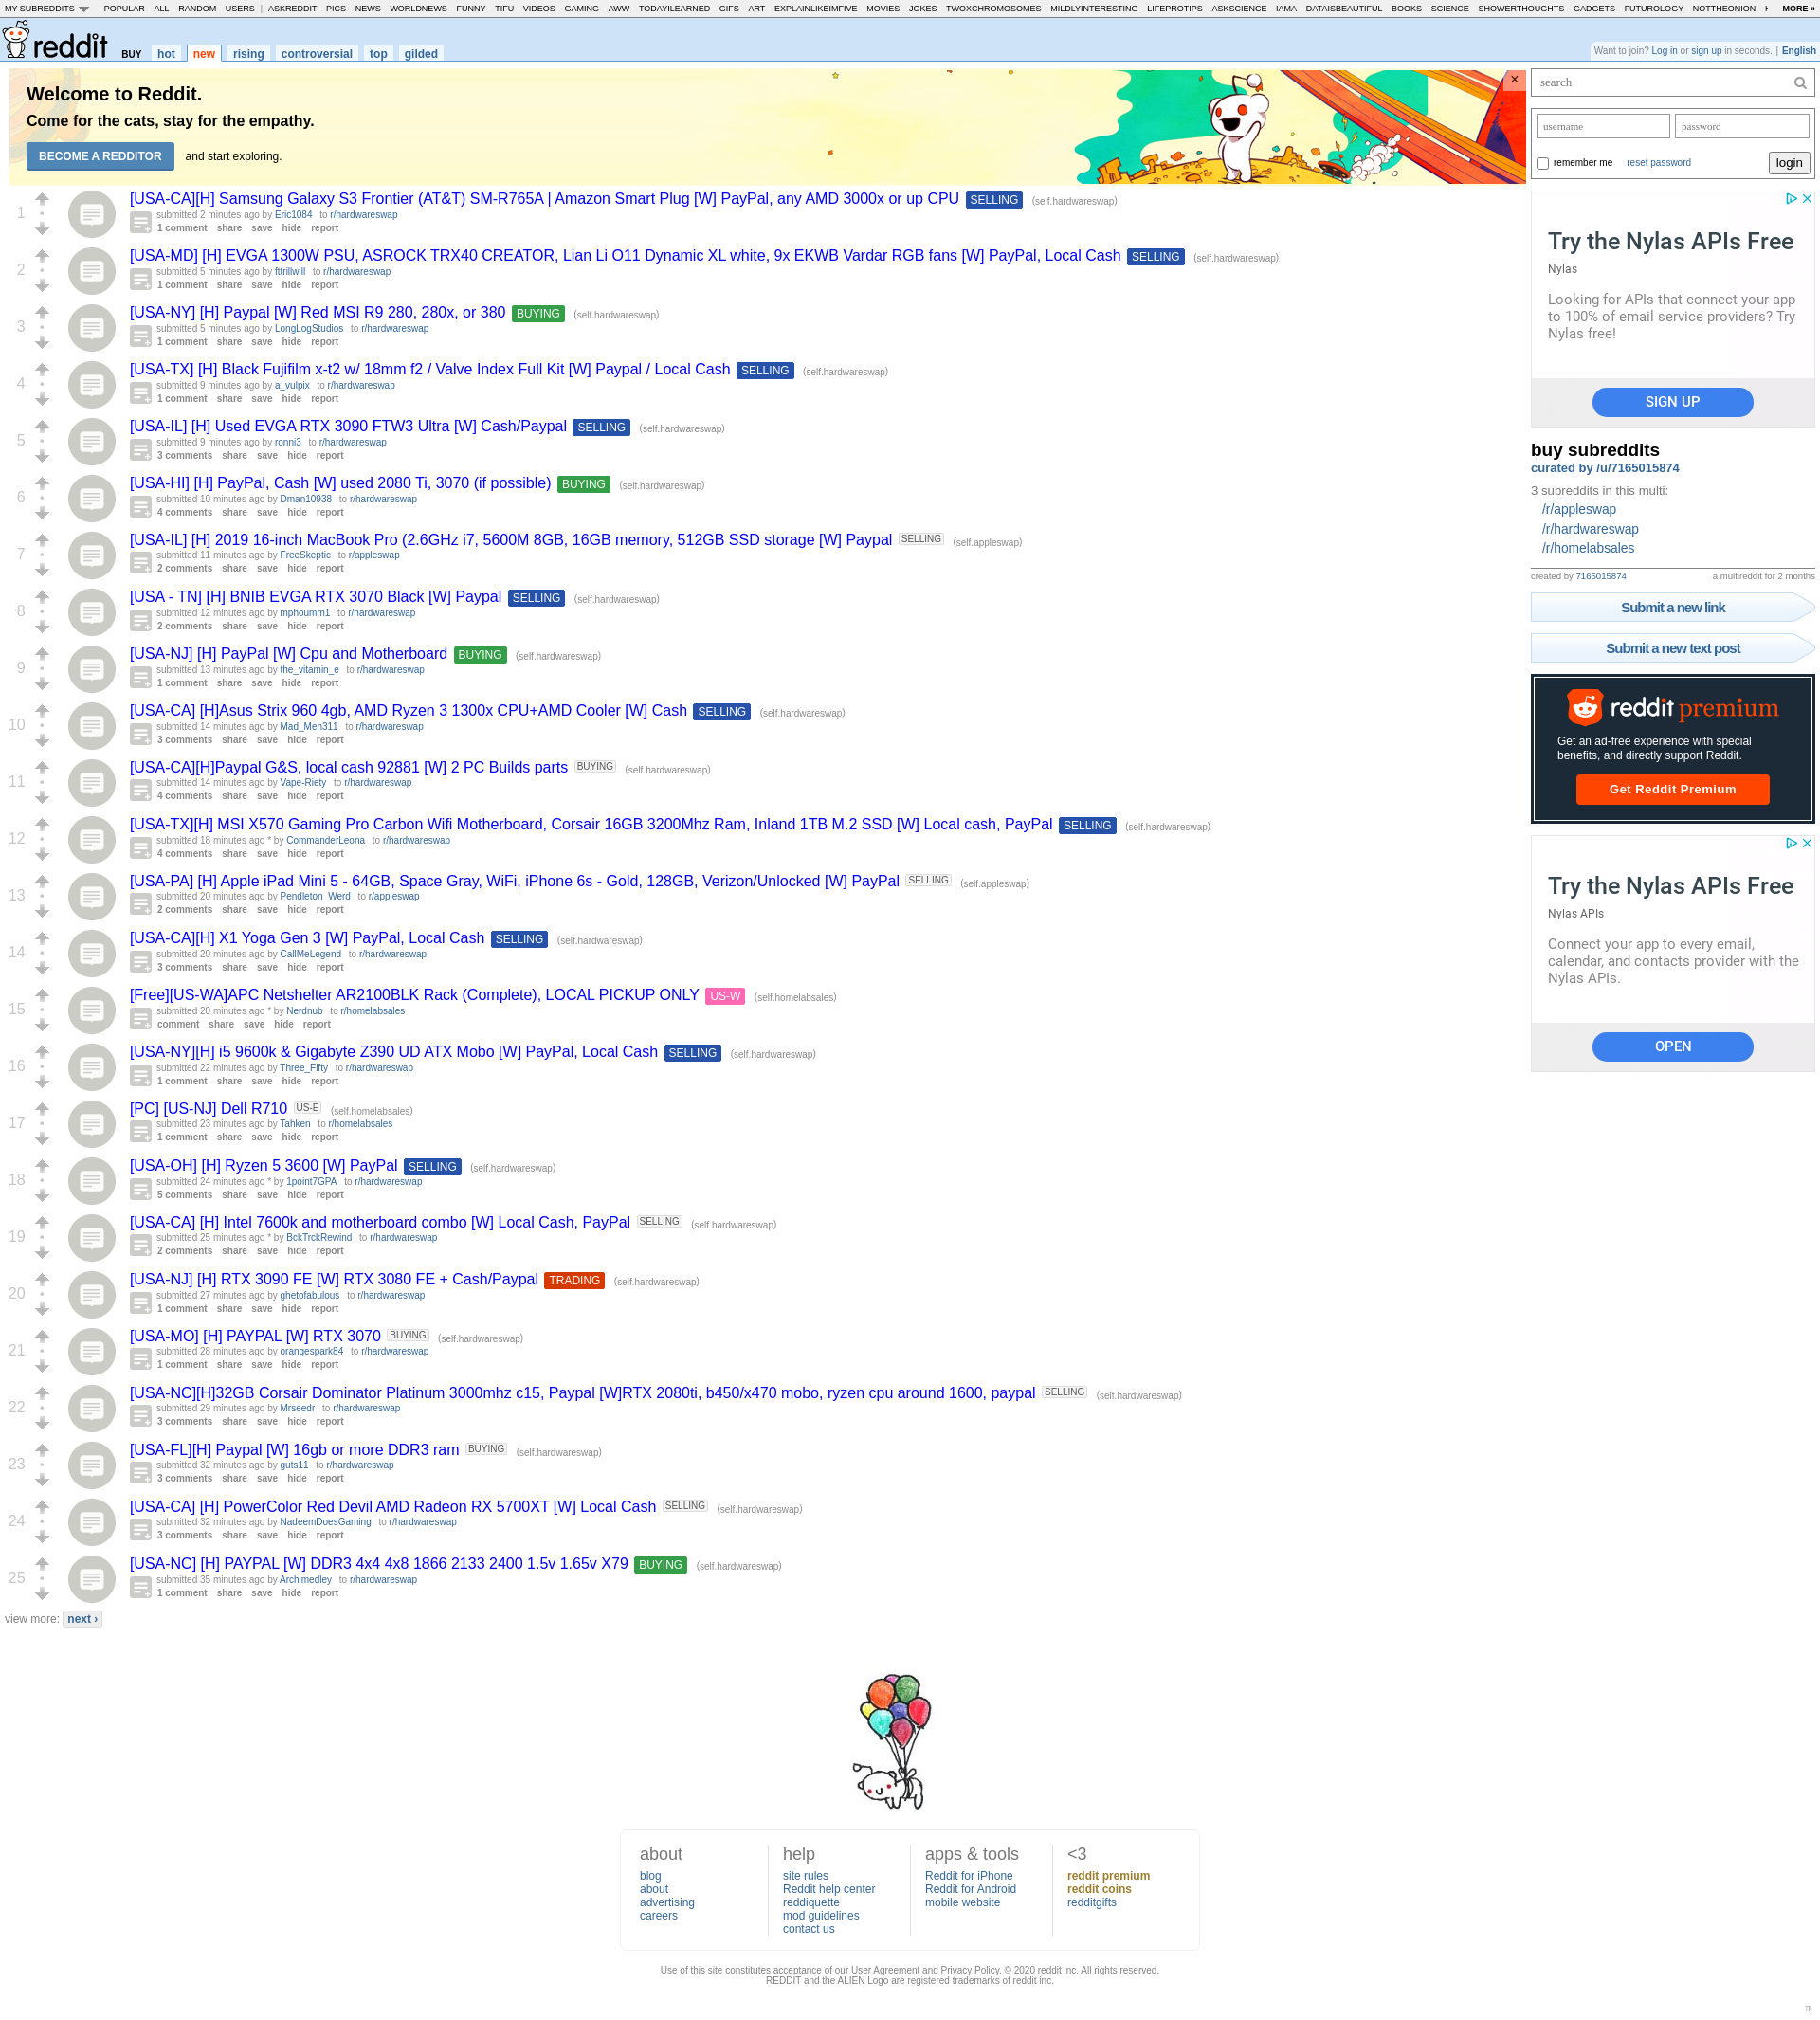 MY SUBREDDITS POPULAR - ALL - RANDOM - USERS | ASKREDDIT - PICS - NEWS - WORLDNEWS - FUNNY - TIFU - VIDEOS - GAMING - AWW - TODAYILEARNED - GIFS - ART - EXPLAINLIKEIMFIVE - MOVIES - JOKES - TWOXCHROMOSOMES - MILDLYINTERESTING - LIFEPROTIPS - ASKSCIENCE - IAMA - DATAISBEAUTIFUL - BOOKS - SCIENCE - SHOWERTHOUGHTS - GADGETS - FUTUROLOGY - NOTTHEONION - MORE »
reddit BUY hot new rising controversial top gilded
Want to join? Log in or sign up in seconds. | English
Welcome to Reddit.
Come for the cats, stay for the empathy.
BECOME A REDDITOR and start exploring.
×
1
[USA-CA][H] Samsung Galaxy S3 Frontier (AT&T) SM-R765A | Amazon Smart Plug [W] PayPal, any AMD 3000x or up CPU SELLING (self.hardwareswap)
submitted 2 minutes ago by Eric1084 to r/hardwareswap
1 comment share save hide report
2
[USA-MD] [H] EVGA 1300W PSU, ASROCK TRX40 CREATOR, Lian Li O11 Dynamic XL white, 9x EKWB Vardar RGB fans [W] PayPal, Local Cash SELLING (self.hardwareswap)
submitted 5 minutes ago by fttrillwill to r/hardwareswap
1 comment share save hide report
3
[USA-NY] [H] Paypal [W] Red MSI R9 280, 280x, or 380 BUYING (self.hardwareswap)
submitted 5 minutes ago by LongLogStudios to r/hardwareswap
1 comment share save hide report
4
[USA-TX] [H] Black Fujifilm x-t2 w/ 18mm f2 / Valve Index Full Kit [W] Paypal / Local Cash SELLING (self.hardwareswap)
submitted 9 minutes ago by a_vulpix to r/hardwareswap
1 comment share save hide report
5
[USA-IL] [H] Used EVGA RTX 3090 FTW3 Ultra [W] Cash/Paypal SELLING (self.hardwareswap)
submitted 9 minutes ago by ronni3 to r/hardwareswap
3 comments share save hide report
6
[USA-HI] [H] PayPal, Cash [W] used 2080 Ti, 3070 (if possible) BUYING (self.hardwareswap)
submitted 10 minutes ago by Dman10938 to r/hardwareswap
4 comments share save hide report
7
[USA-IL] [H] 2019 16-inch MacBook Pro (2.6GHz i7, 5600M 8GB, 16GB memory, 512GB SSD storage [W] Paypal SELLING (self.appleswap)
submitted 11 minutes ago by FreeSkeptic to r/appleswap
2 comments share save hide report
8
[USA - TN] [H] BNIB EVGA RTX 3070 Black [W] Paypal SELLING (self.hardwareswap)
submitted 12 minutes ago by mphoumm1 to r/hardwareswap
2 comments share save hide report
9
[USA-NJ] [H] PayPal [W] Cpu and Motherboard BUYING (self.hardwareswap)
submitted 13 minutes ago by the_vitamin_e to r/hardwareswap
1 comment share save hide report
10
[USA-CA] [H]Asus Strix 960 4gb, AMD Ryzen 3 1300x CPU+AMD Cooler [W] Cash SELLING (self.hardwareswap)
submitted 14 minutes ago by Mad_Men311 to r/hardwareswap
3 comments share save hide report
11
[USA-CA][H]Paypal G&S, local cash 92881 [W] 2 PC Builds parts BUYING (self.hardwareswap)
submitted 14 minutes ago by Vape-Riety to r/hardwareswap
4 comments share save hide report
12
[USA-TX][H] MSI X570 Gaming Pro Carbon Wifi Motherboard, Corsair 16GB 3200Mhz Ram, Inland 1TB M.2 SSD [W] Local cash, PayPal SELLING (self.hardwareswap)
submitted 18 minutes ago * by CommanderLeona to r/hardwareswap
4 comments share save hide report
13
[USA-PA] [H] Apple iPad Mini 5 - 64GB, Space Gray, WiFi, iPhone 6s - Gold, 128GB, Verizon/Unlocked [W] PayPal SELLING (self.appleswap)
submitted 20 minutes ago by Pendleton_Werd to r/appleswap
2 comments share save hide report
14
[USA-CA][H] X1 Yoga Gen 3 [W] PayPal, Local Cash SELLING (self.hardwareswap)
submitted 20 minutes ago by CallMeLegend to r/hardwareswap
3 comments share save hide report
15
[Free][US-WA]APC Netshelter AR2100BLK Rack (Complete), LOCAL PICKUP ONLY US-W (self.homelabsales)
submitted 20 minutes ago * by Nerdnub to r/homelabsales
comment share save hide report
16
[USA-NY][H] i5 9600k & Gigabyte Z390 UD ATX Mobo [W] PayPal, Local Cash SELLING (self.hardwareswap)
submitted 22 minutes ago by Three_Fifty to r/hardwareswap
1 comment share save hide report
17
[PC] [US-NJ] Dell R710 US-E (self.homelabsales)
submitted 23 minutes ago by Tahken to r/homelabsales
1 comment share save hide report
18
[USA-OH] [H] Ryzen 5 3600 [W] PayPal SELLING (self.hardwareswap)
submitted 24 minutes ago * by 1point7GPA to r/hardwareswap
5 comments share save hide report
19
[USA-CA] [H] Intel 7600k and motherboard combo [W] Local Cash, PayPal SELLING (self.hardwareswap)
submitted 25 minutes ago * by BckTrckRewind to r/hardwareswap
2 comments share save hide report
20
[USA-NJ] [H] RTX 3090 FE [W] RTX 3080 FE + Cash/Paypal TRADING (self.hardwareswap)
submitted 27 minutes ago by ghetofabulous to r/hardwareswap
1 comment share save hide report
21
[USA-MO] [H] PAYPAL [W] RTX 3070 BUYING (self.hardwareswap)
submitted 28 minutes ago by orangespark84 to r/hardwareswap
1 comment share save hide report
22
[USA-NC][H]32GB Corsair Dominator Platinum 3000mhz c15, Paypal [W]RTX 2080ti, b450/x470 mobo, ryzen cpu around 1600, paypal SELLING (self.hardwareswap)
submitted 29 minutes ago by Mrseedr to r/hardwareswap
3 comments share save hide report
23
[USA-FL][H] Paypal [W] 16gb or more DDR3 ram BUYING (self.hardwareswap)
submitted 32 minutes ago by guts11 to r/hardwareswap
3 comments share save hide report
24
[USA-CA] [H] PowerColor Red Devil AMD Radeon RX 5700XT [W] Local Cash SELLING (self.hardwareswap)
submitted 32 minutes ago by NadeemDoesGaming to r/hardwareswap
3 comments share save hide report
25
[USA-NC] [H] PAYPAL [W] DDR3 4x4 4x8 1866 2133 2400 1.5v 1.65v X79 BUYING (self.hardwareswap)
submitted 35 minutes ago by Archimedley to r/hardwareswap
1 comment share save hide report
view more: next ›
search
username password
remember me reset password login
Try the Nylas APIs Free
Nylas
Looking for APIs that connect your app
to 100% of email service providers? Try
Nylas free!
SIGN UP
buy subreddits
curated by /u/7165015874
3 subreddits in this multi:
/r/appleswap
/r/hardwareswap
/r/homelabsales
created by 7165015874 a multireddit for 2 months
Submit a new link
Submit a new text post
reddit premium
Get an ad-free experience with special
benefits, and directly support Reddit.
Get Reddit Premium
Try the Nylas APIs Free
Nylas APIs
Connect your app to every email,
calendar, and contacts provider with the
Nylas APIs.
OPEN
about
blog
about
advertising
careers
help
site rules
Reddit help center
reddiquette
mod guidelines
contact us
apps & tools
Reddit for iPhone
Reddit for Android
mobile website
<3
reddit premium
reddit coins
redditgifts
Use of this site constitutes acceptance of our User Agreement and Privacy Policy. © 2020 reddit inc. All rights reserved.
REDDIT and the ALIEN Logo are registered trademarks of reddit inc.
π